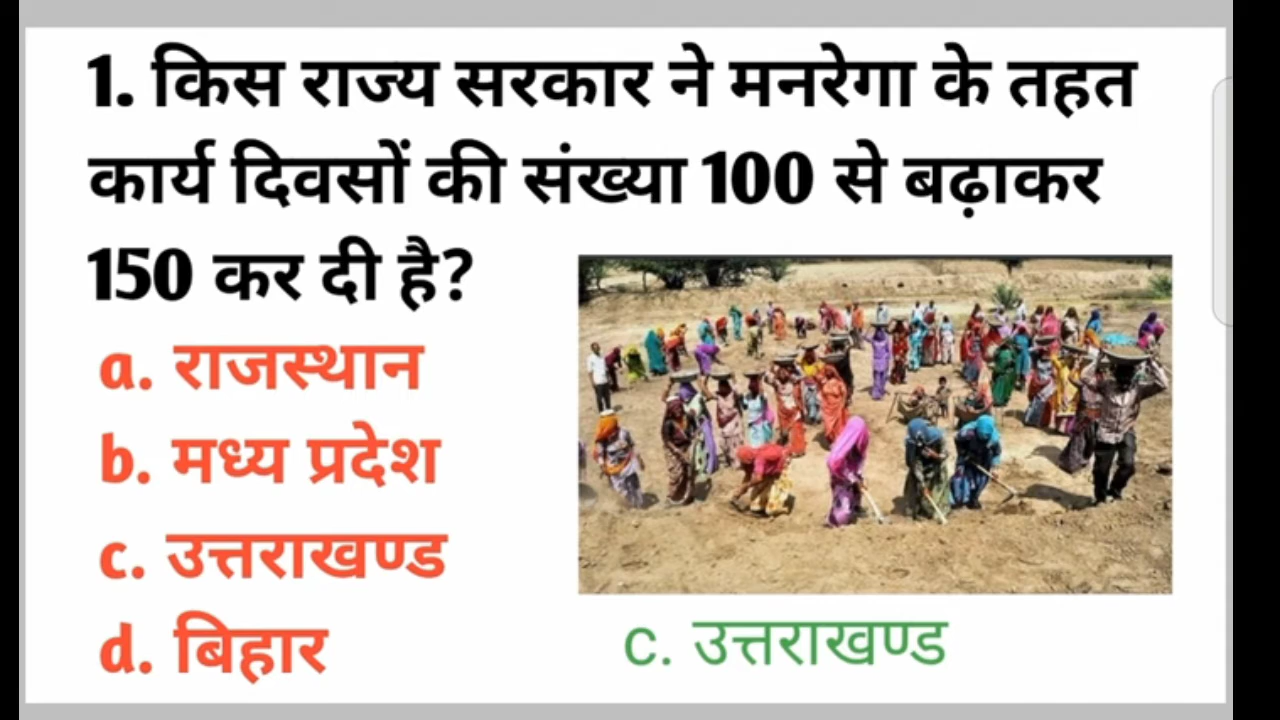 1. किस राज्य सरकार ने मनरेगा के तहत
कार्य दिवसों की संख्या 100 से बढ़ाकर
150 कर दी है?
a. राजस्थान
b. मध्य प्रदेश
c. उत्तराखण्ड
d. बिहार
c. उत्तराखण्ड